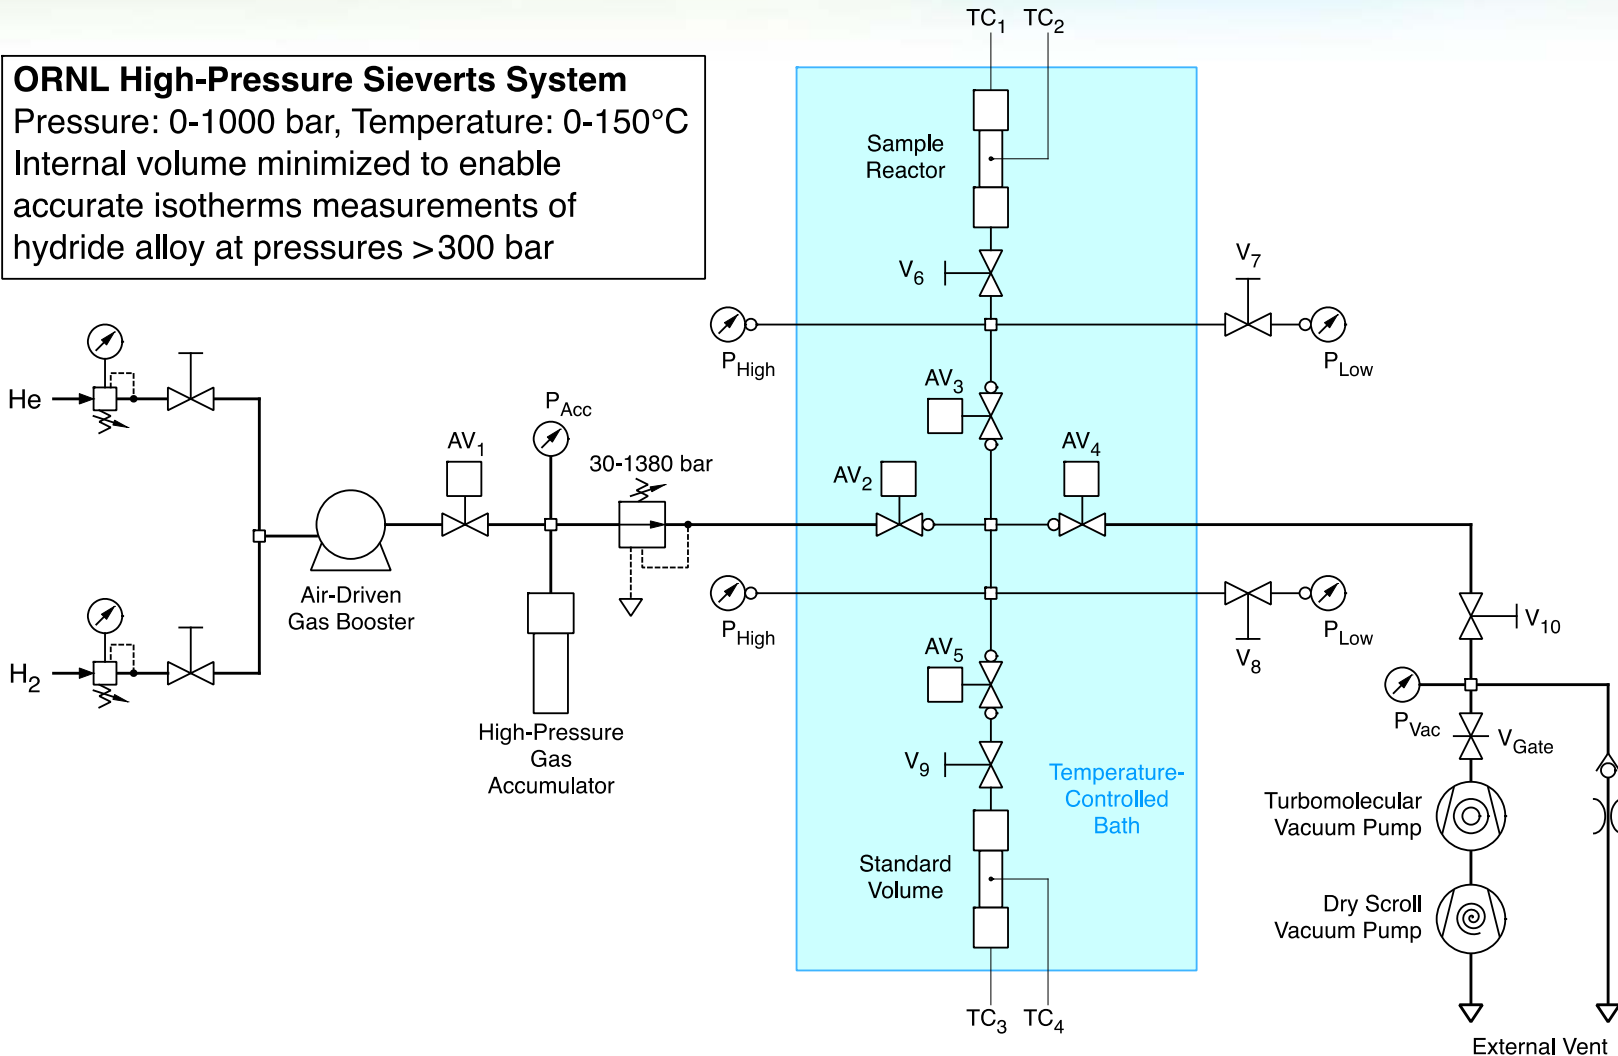 ORNL High-Pressure Sieverts System
Pressure: 0-1000 bar, Temperature: 0-150°C
Internal volume minimized to enable
accurate isotherms measurements of
hydride alloy at pressures >300 bar
TC1 TC2
Sample
Reactor
V6
V7
PHigh
PLow
He
AV3
PAcc
AV1
30-1380 bar
AV2
AV4
Air-Driven
Gas Booster
PHigh
PLow
V8
V10
H2
AV5
High-Pressure
Gas
Accumulator
PVac
VGate
V9
Temperature-
Controlled
Bath
Turbomolecular
Vacuum Pump
Standard
Volume
Dry Scroll
Vacuum Pump
TC3 TC4
External Vent